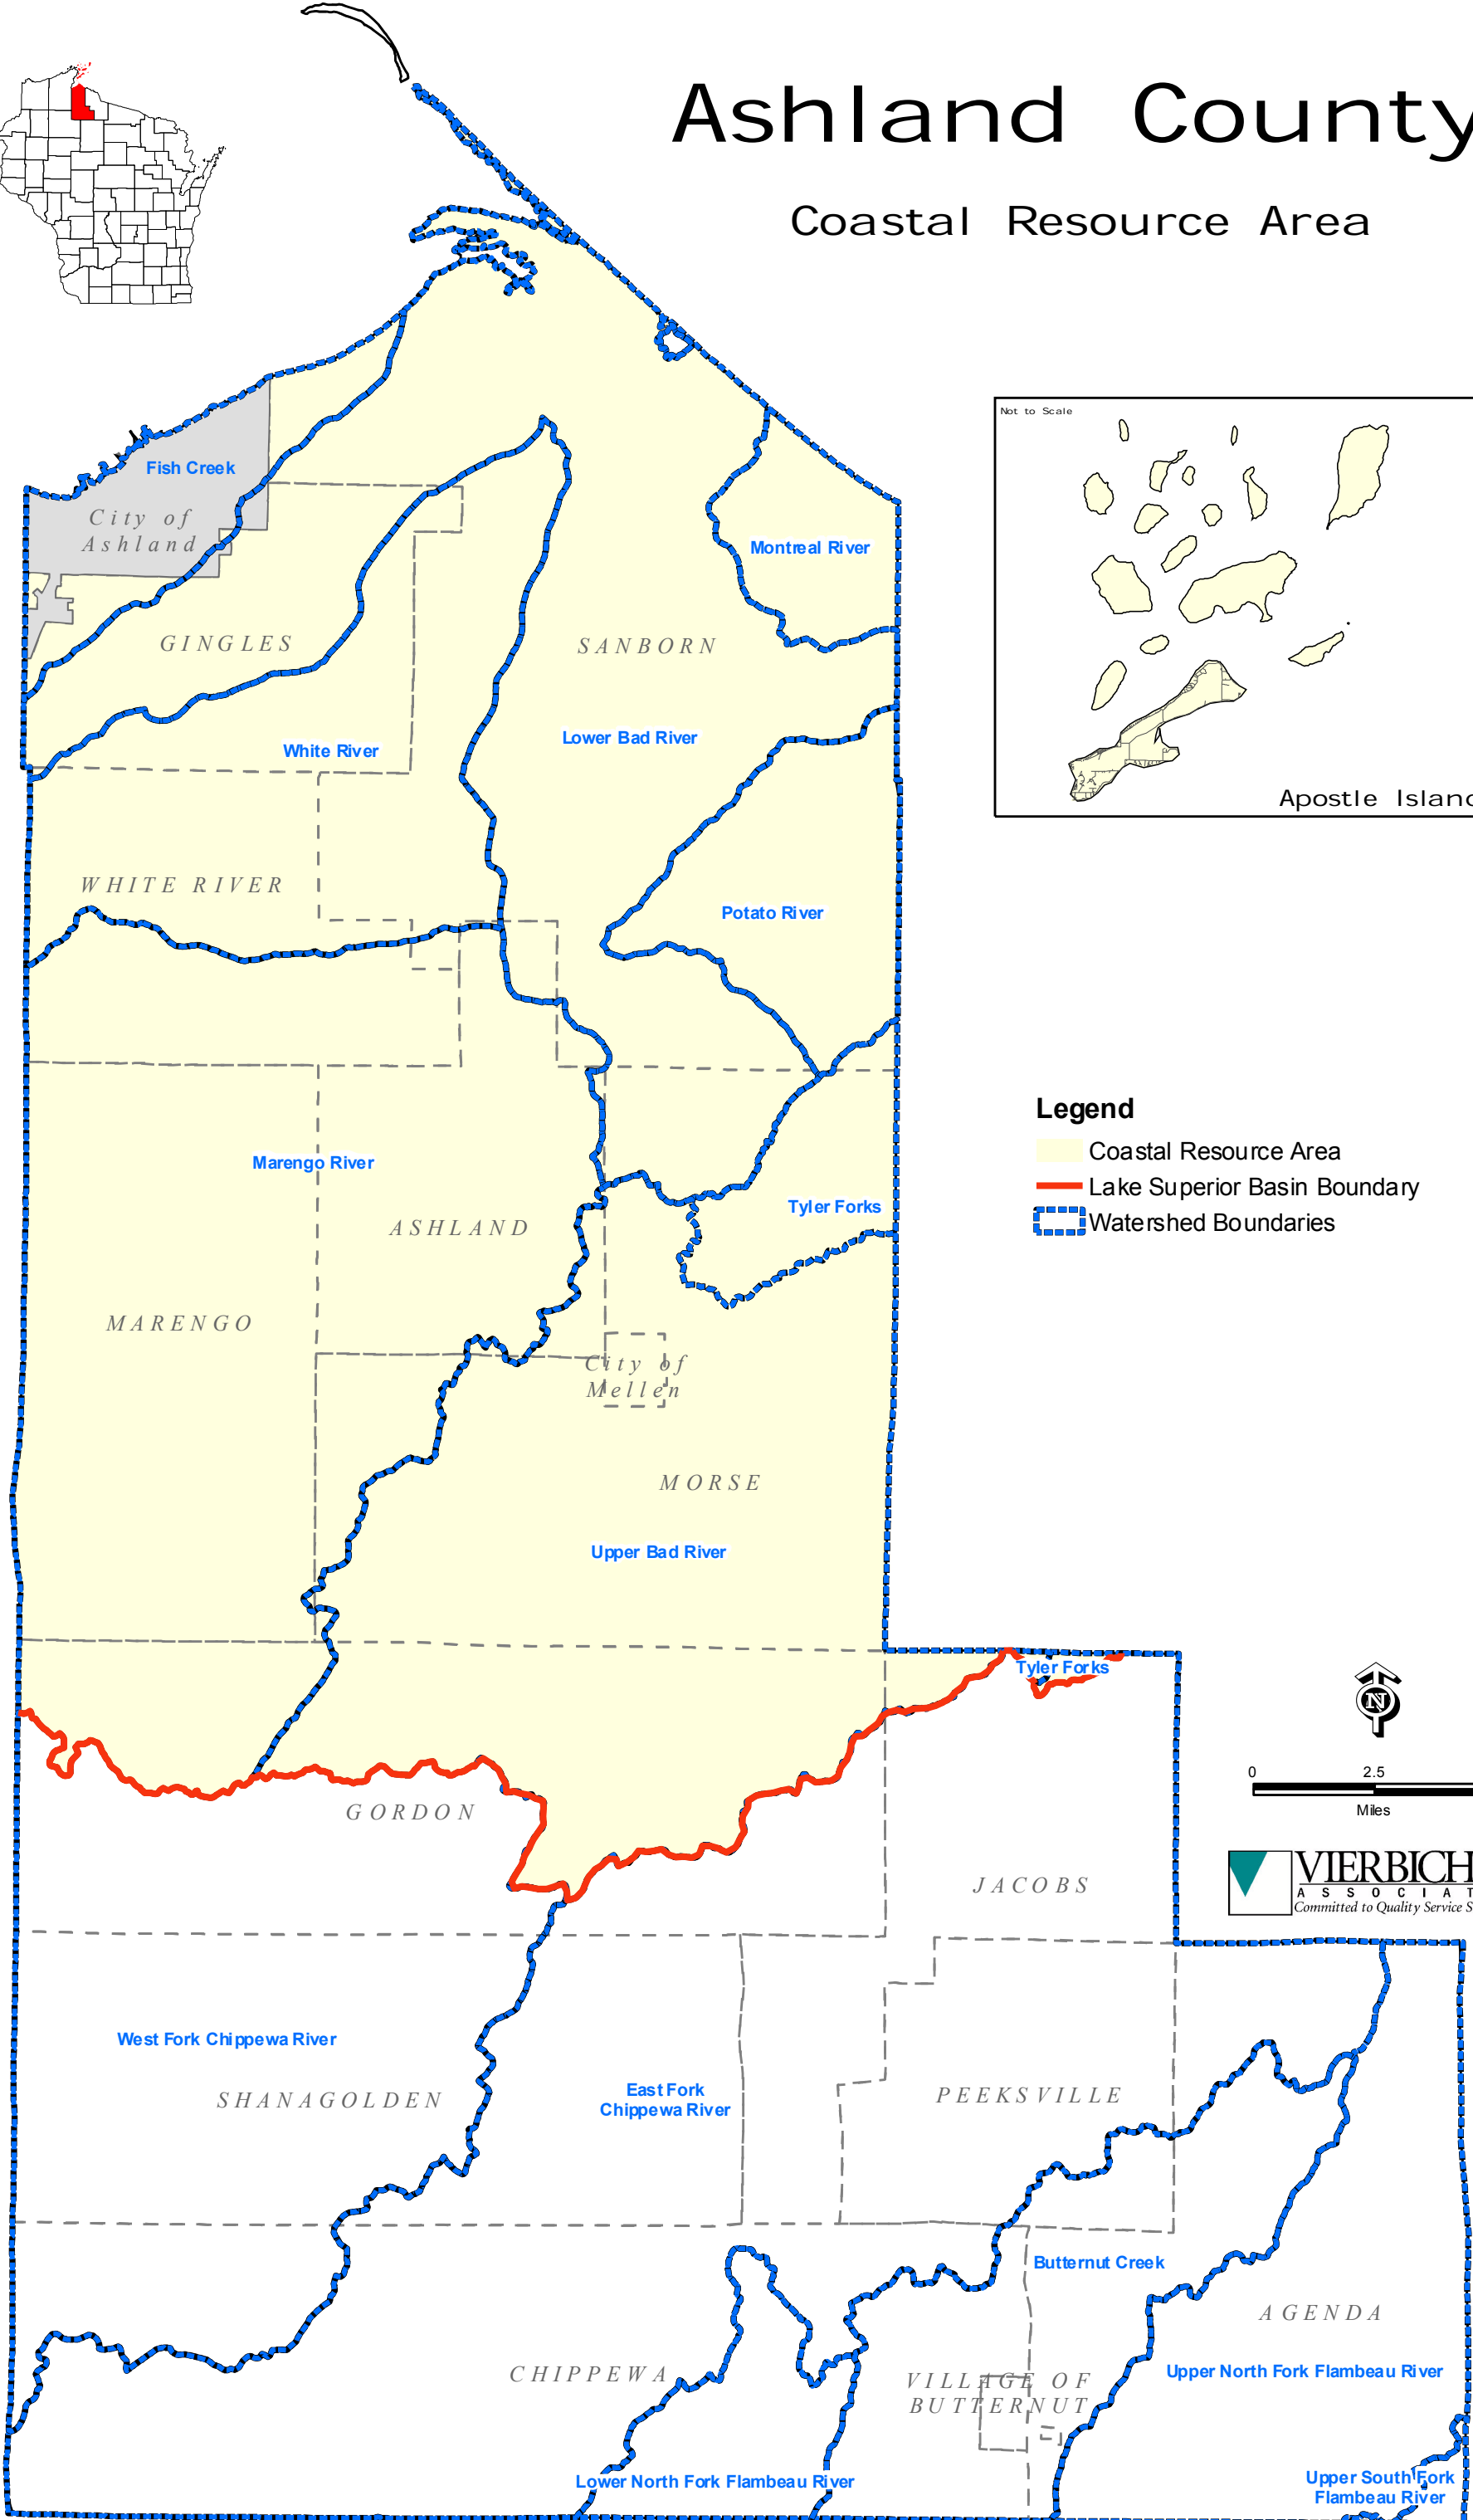 Ashland County
Coastal Resource Area
Not to Scale
Fish Creek
City of
Ashland
Montreal River
GINGLES
SANBORN
White River
Lower Bad River
Apostle Islan
WHITE RIVER
Potato River
Legend
Coastal Resource Area
Lake Superior Basin Boundary
Watershed Boundaries
Marengo River
Tyler Forks
ASHLAND
MARENGO
City of
Mellen
MORSE
Upper Bad River
Tyler Forks
N
0 2.5
Miles
GORDON
JACOBS
VIERBICH
ASSOCIAT
Committed to Quality Service S
West Fork Chippewa River
East Fork
Chippewa River
SHANAGOLDEN
PEEKSVILLE
Butternut Creek
AGENDA
CHIPPEWA
VILLAGE OF
BUTTERNUT
Upper North Fork Flambeau River
Lower North Fork Flambeau River
Upper South Fork
Flambeau River